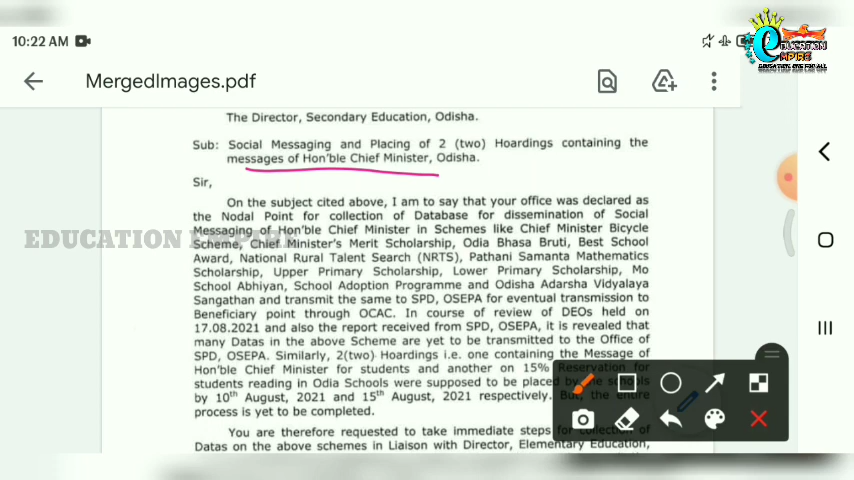 10:22 AM
EDUCATION
EMPIRE
EDUCATION, ONE FOR ALL
MergedImages.pdf
The Director, Secondary Education, Odisha.
Sub: Social Messaging and Placing of 2 (two) Hoardings containing the
messages of Hon'ble Chief Minister, Odisha.
Sir,
On the subject cited above, I am to say that your office was declared as
the Nodal Point for collection of Database for dissemination of Social
Messaging of Hon'ble Chief Minister in Schemes like Chief Minister Bicycle
EDUCATION EMPIRE
Scheme, Chief Minister's Merit Scholarship, Odia Bhasa Bruti, Best School
Award, National Rural Talent Search (NRTS), Pathani Samanta Mathematics
Scholarship, Upper Primary Scholarship, Lower Primary Scholarship, Mo
School Abhiyan, School Adoption Programme and Odisha Adarsha Vidyalaya
Sangathan and transmit the same to SPD, OSEPA for eventual transmission to
Beneficiary point through OCAC. In course of review of DEOs held on
17.08.2021 and also the report received from SPD, OSEPA, it is revealed that
many Datas in the above Scheme are yet to be transmitted to the Office of
SPD, OSEPA. Similarly, 2(two) Hoardings i.e. one containing the Message of
Hon'ble Chief Minister for students and another on 15% Reservation for
students reading in Odia Schools were supposed to be placed by the schools
by 10th August, 2021 and 15th August, 2021 respectively. But, the entire
process is yet to be completed.
You are therefore requested to take immediate steps for collection of
Datas on the above schemes in Liaison with Director, Elementary Education,